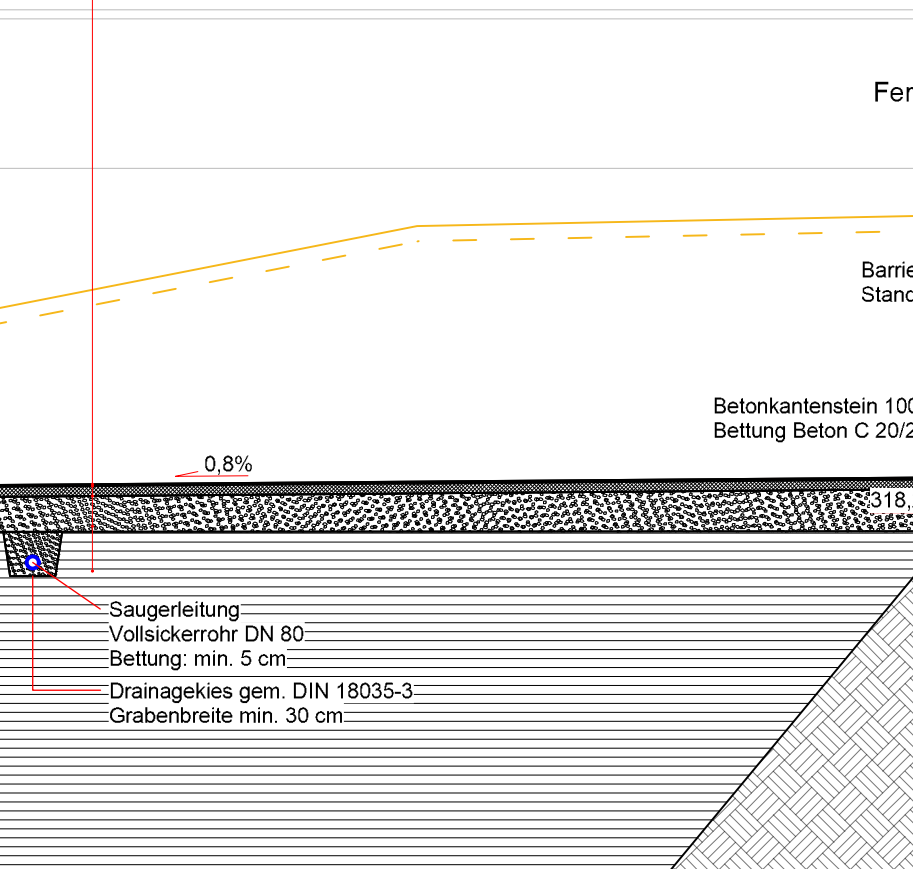 Fer
Barrie
Stand
Betonkantenstein 100
Bettung Beton C 20/2
0,8%
318,
Saugerleitung
Vollsickerrohr DN 80
Bettung: min. 5 cm
Drainagekies gem. DIN 18035-3
Grabenbreite min. 30 cm